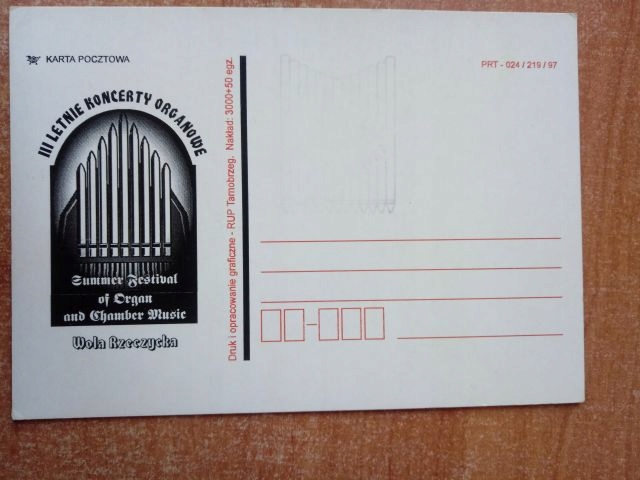 KARTA POCZTOWA
PRT - 024 / 219 / 97
III LETNIE KONCERTY ORGANOWE
Summer Festival
of Organ
and Chamber Music
Wola Rzeczycka
Druk i opracowanie graficzne - RUP Tarnobrzeg. Nakład: 3000+50 egz.